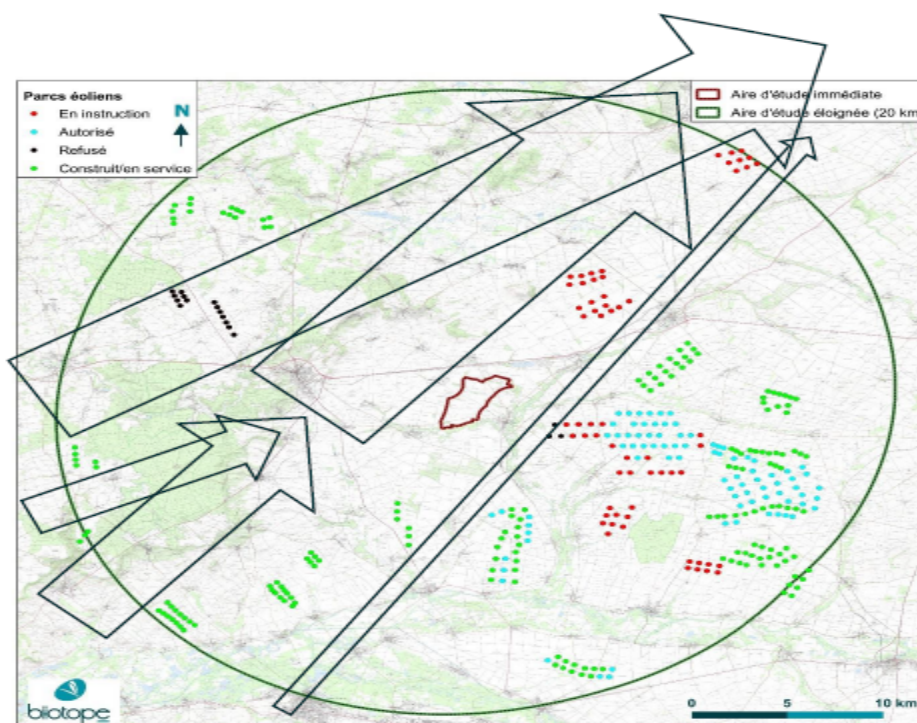 Parcs éoliens
N
En instruction
Autorisé
Refusé
Construit/en service
Aire d'étude immédiate
Aire d'étude éloignée (20 km
biotope
0 5 10 km